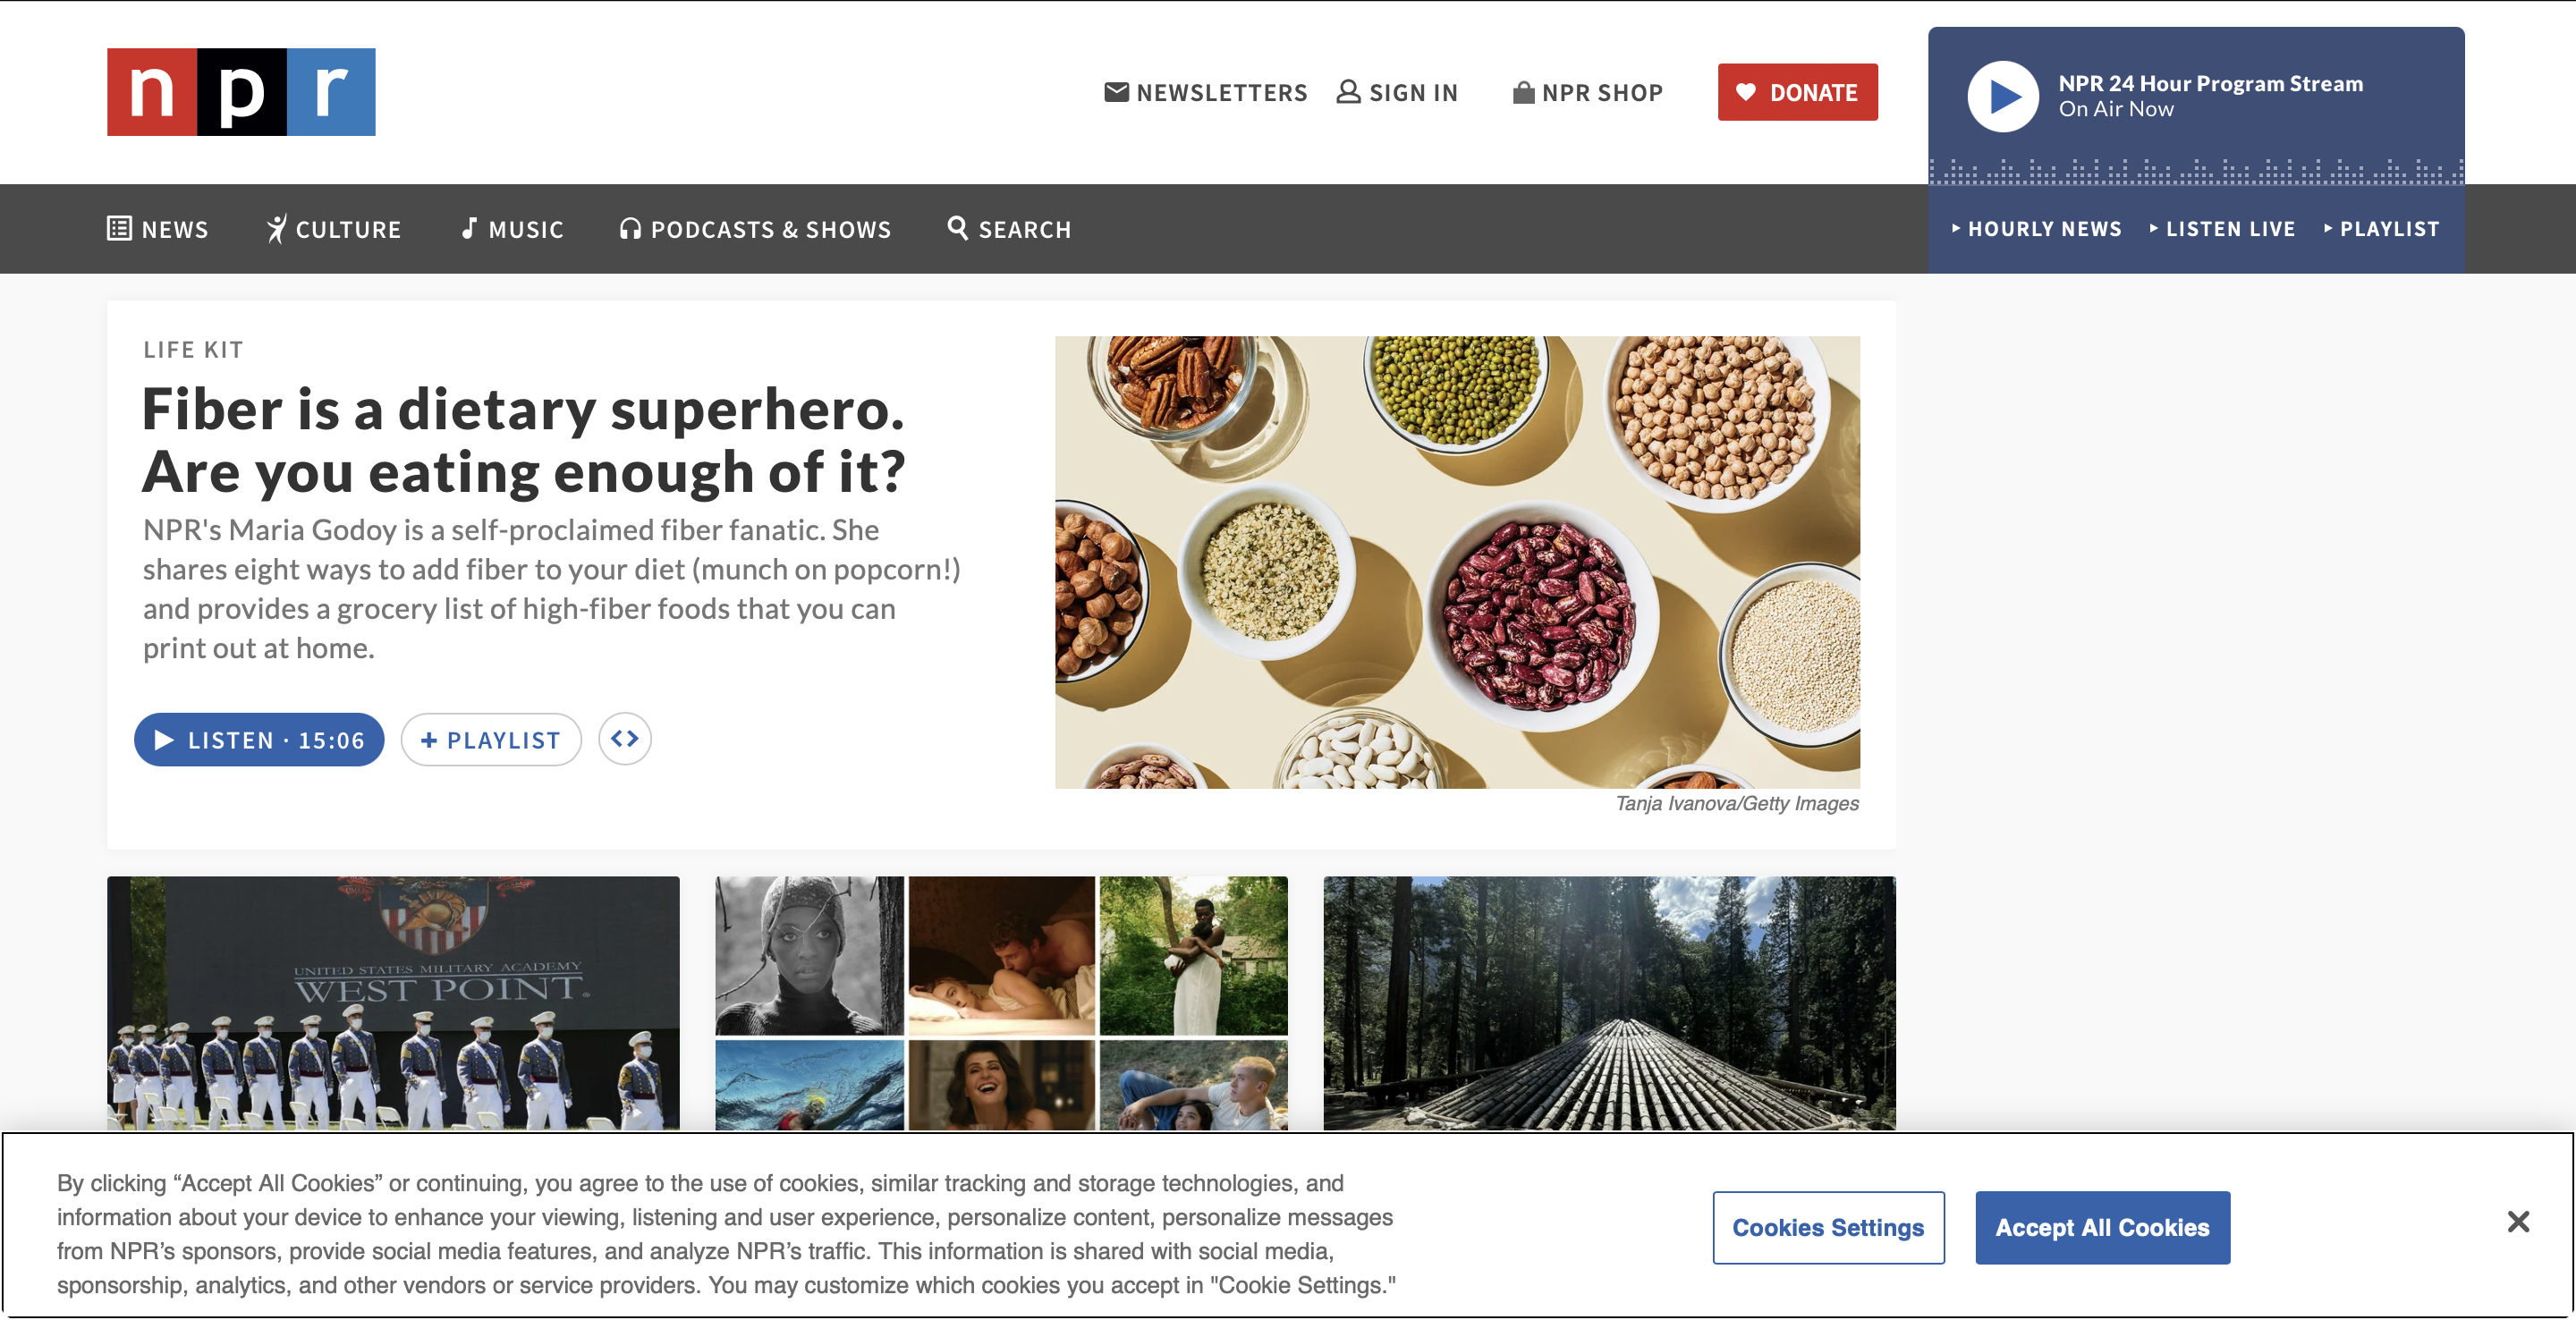 npr
NEWSLETTERS
SIGN IN
NPR SHOP
DONATE
NPR 24 Hour Program Stream
On Air Now
NEWS
CULTURE
MUSIC
PODCASTS & SHOWS
SEARCH
HOURLY NEWS
LISTEN LIVE
PLAYLIST
LIFE KIT
Fiber is a dietary superhero.
Are you eating enough of it?
NPR's Maria Godoy is a self-proclaimed fiber fanatic. She
shares eight ways to add fiber to your diet (munch on popcorn!)
and provides a grocery list of high-fiber foods that you can
print out at home.
LISTEN · 15:06
+ PLAYLIST
<>
Tanja Ivanova/Getty Images
UNITED STATES MILITARY ACADEMY
WEST POINT
By clicking “Accept All Cookies” or continuing, you agree to the use of cookies, similar tracking and storage technologies, and
information about your device to enhance your viewing, listening and user experience, personalize content, personalize messages
from NPR’s sponsors, provide social media features, and analyze NPR’s traffic. This information is shared with social media,
sponsorship, analytics, and other vendors or service providers. You may customize which cookies you accept in "Cookie Settings."
Cookies Settings
Accept All Cookies